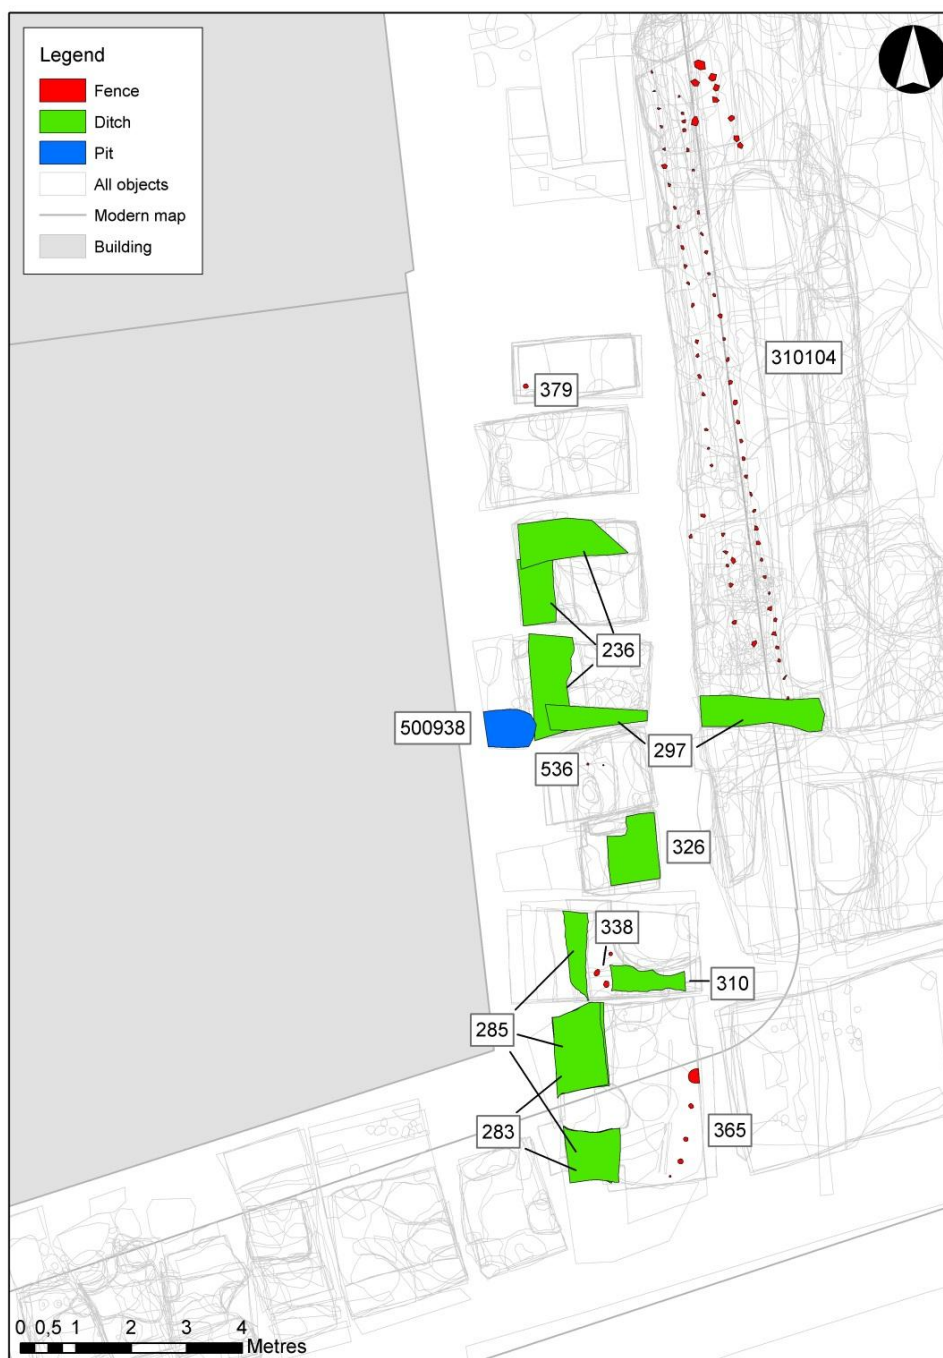 Legend
Fence
Ditch
Pit
All objects
Modern map
Building
310104
379
236
500938
297
536
326
338
310
285
283
365
0 0,5 1 2 3 4
Metres